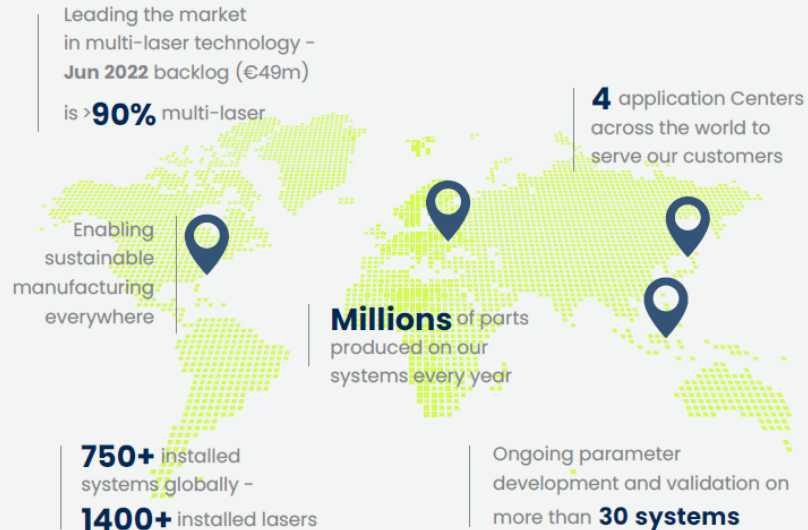 Leading the market
in multi-laser technology -
Jun 2022 backlog (€49m)
is >90% multi-laser
4 application Centers
across the world to
serve our customers
Enabling
sustainable
manufacturing
everywhere
Millions of parts
produced on our
systems every year
750+ installed
systems globally -
1400+ installed lasers
Ongoing parameter
development and validation on
more than 30 systems